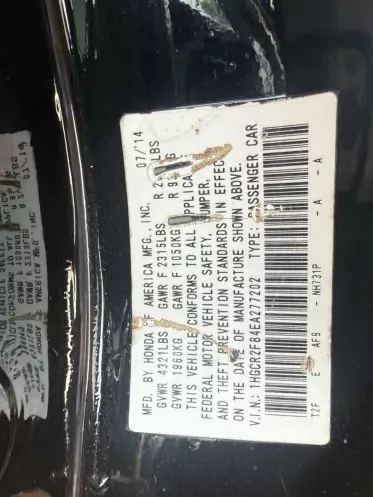 MFD. BY HONDA OF AMERICA MFG., INC. 07/14
GVWR 4321LBS GAWR F 2315LBS R LBS
GVWR 1960KG GAWR F 1050KG R
THIS VEHICLE CONFORMS TO ALL
FEDERAL MOTOR VEHICLE SAFETY, BUMPER,
AND THEFT PREVENTION STANDARDS IN EFFECT
ON THE DATE OF MANUFACTURE SHOWN ABOVE.
V.I.N.: 1HGCR2F84EA277202 TYPE: PASSENGER CAR
T2F E AF9 - NH731P - A - A